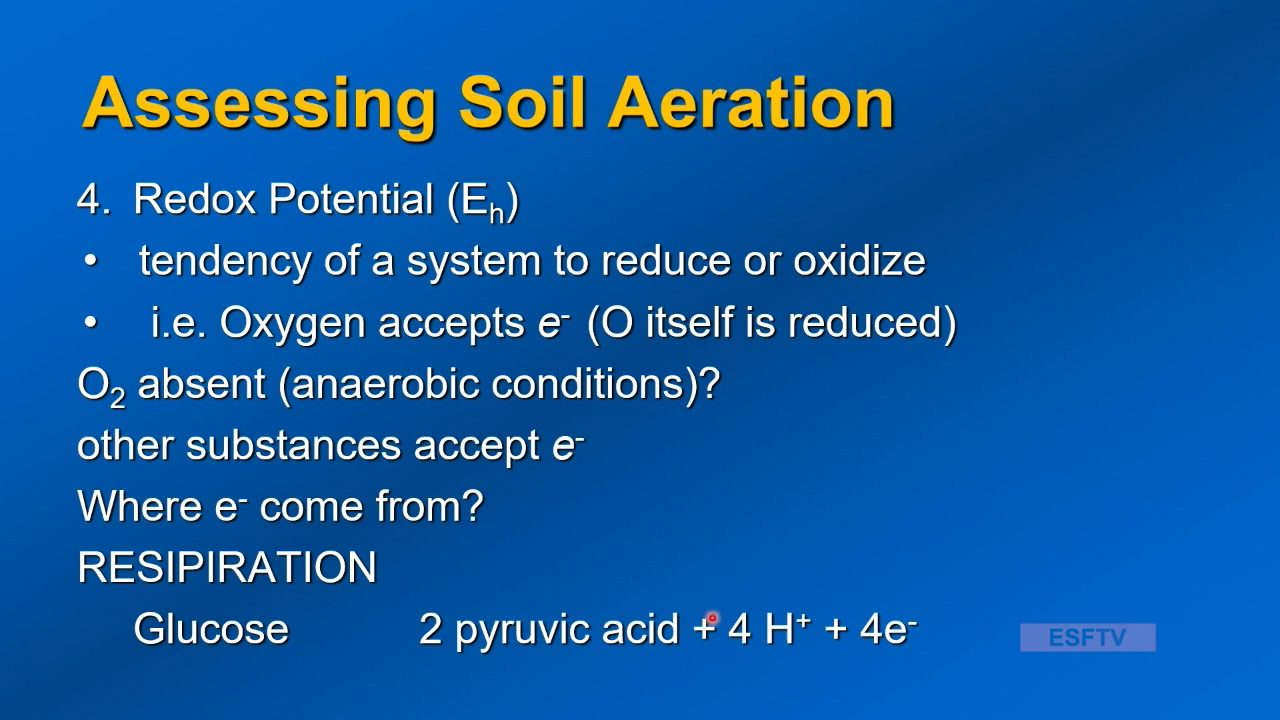 Assessing Soil Aeration
4. Redox Potential (Eh)
• tendency of a system to reduce or oxidize
• i.e. Oxygen accepts e- (O itself is reduced)
O2 absent (anaerobic conditions)?
other substances accept e-
Where e- come from?
RESIPIRATION
Glucose 2 pyruvic acid + 4 H+ + 4e-
ESFTV